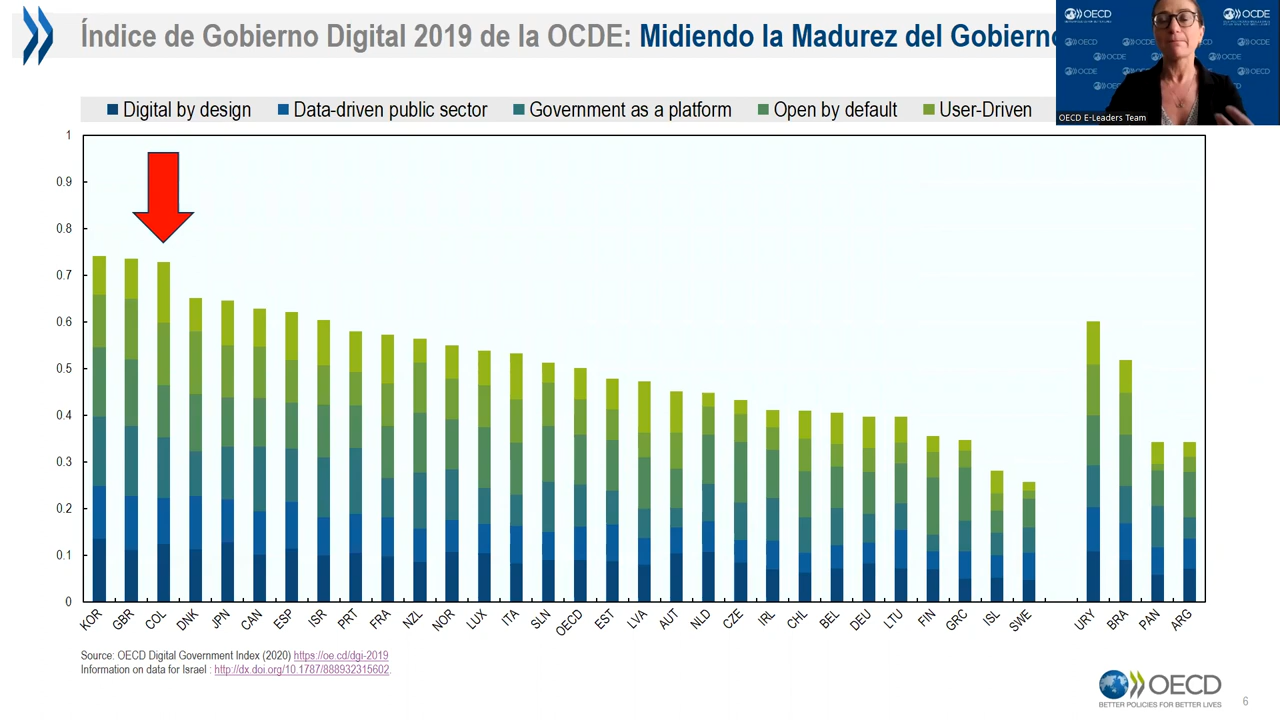 Índice de Gobierno Digital 2019 de la OCDE: Midiendo la Madurez del Gobierno
OECD
OCDE
OECD E-Leaders Team
Digital by design
Data-driven public sector
Government as a platform
Open by default
User-Driven
1
0.9
0.8
0.7
0.6
0.5
0.4
0.3
0.2
0.1
0
KOR
GBR
COL
DNK
JPN
CAN
ESP
ISR
PRT
FRA
NZL
NOR
LUX
ITA
SLN
OECD
EST
LVA
AUT
NLD
CZE
IRL
CHL
BEL
DEU
LTU
FIN
GRC
ISL
SWE
URY
BRA
PAN
ARG
Source: OECD Digital Government Index (2020) https://oe.cd/dgi-2019
Information on data for Israel : http://dx.doi.org/10.1787/888932315602.
OECD
BETTER POLICIES FOR BETTER LIVES
6